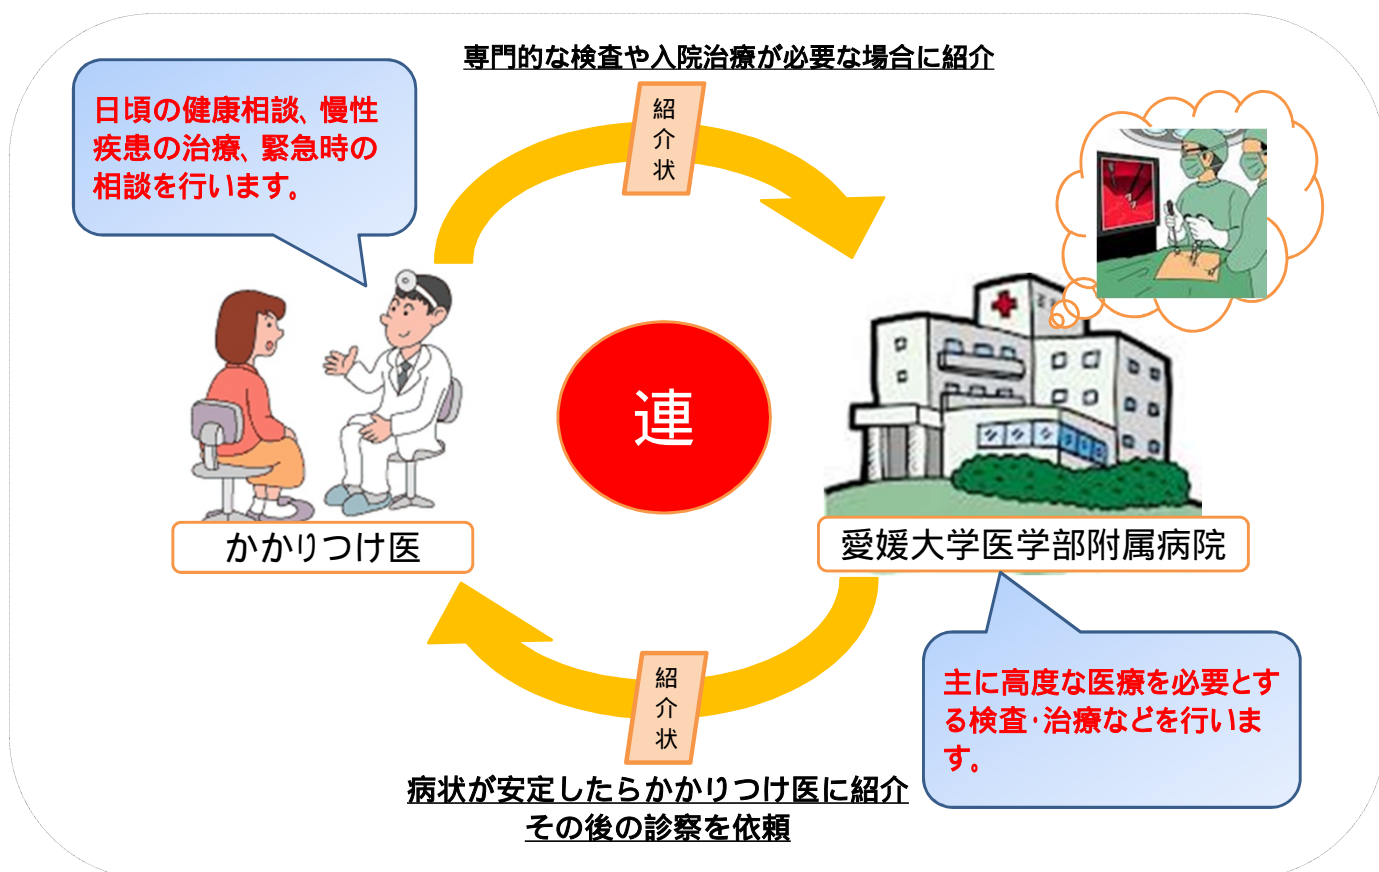 専門的な検査や入院治療が必要な場合に紹介
日頃の健康相談、慢性
疾患の治療、緊急時の
相談を行います。
紹
介
状
連
かかりつけ医
愛媛大学医学部附属病院
紹
介
状
主に高度な医療を必要とす
る検査・治療などを行いま
す。
病状が安定したらかかりつけ医に紹介
その後の診察を依頼